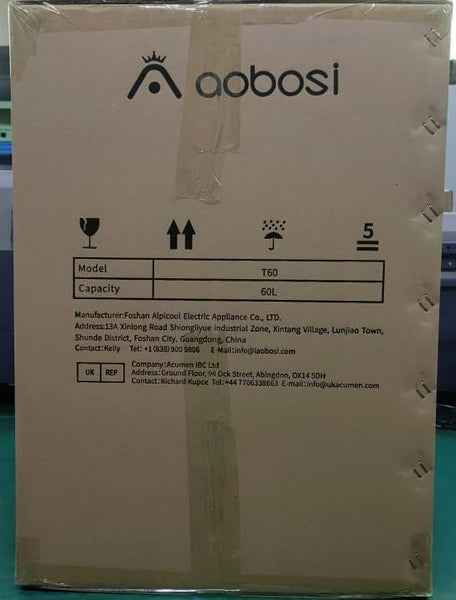 aobosi
5
Model T60
Capacity 60L
Manufacturer:Foshan Alpicool Electric Appliance Co., LTD.
Address:13A Xinlong Road Shiongliyue industrial Zone, Xintang Village, Lunjiao Town,
Shunde District, Foshan City, Guangdong, China
Contact:Kelly Tel: +1 (838) 900 9806 E-Mail:info@iaobosi.com
UK REP
Company:Acumen IBC Ltd
Address:Ground Floor, 94 Ock Street, Abingdon, OX14 5DH
Contact:Richard Kupce Tel:+44 7706338663 E-mail:info@ukacumen.com